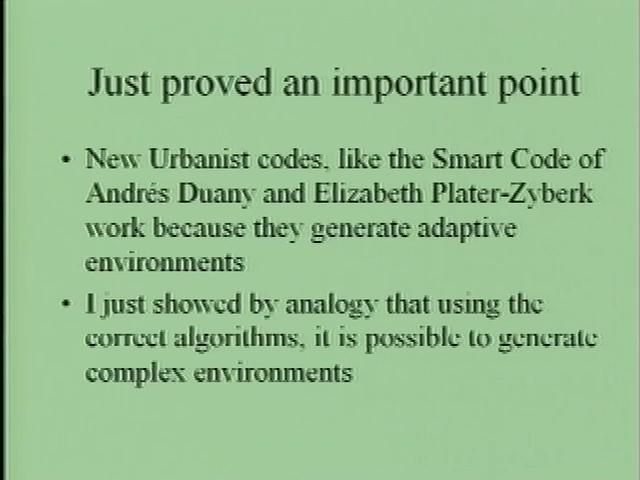 Just proved an important point
• New Urbanist codes, like the Smart Code of
Andrés Duany and Elizabeth Plater-Zyberk
work because they generate adaptive
environments
• I just showed by analogy that using the
correct algorithms, it is possible to generate
complex environments